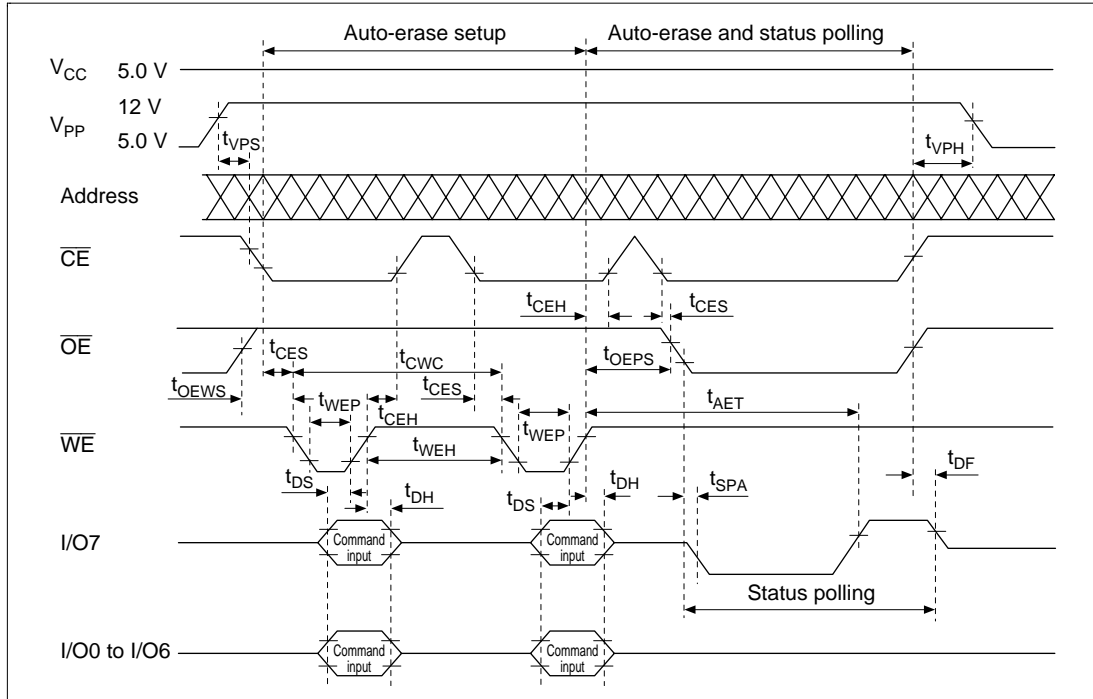 Auto-erase setup Auto-erase and status polling
VCC 5.0 V
12 V
VPP
5.0 V
tVPS
tVPH
Address
CE
tCEH tCES
OE
tCES tCWC tOEPS
tOEWS tCES
tWEP tCEH tWEP tAET
WE
tWEH
tDS tDH tDS tDH tSPA tDF
I/O7 Command input Command input
Status polling
I/O0 to I/O6 Command input Command input